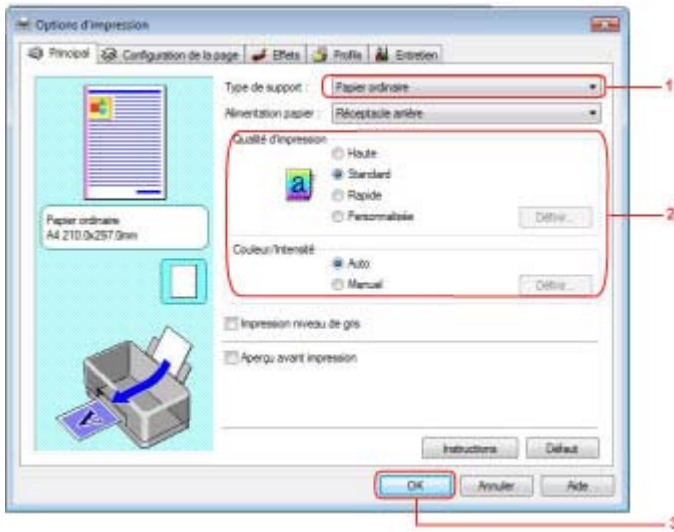 Options d'impression
Principal Configuration de la page Effets Profils Entretien
Type de support : Papier ordinaire 1
Alimentation papier : Réceptacle arrière
Qualité d'impression
Haute
a Standard
Rapide
Personnalisée Définir... 2
Papier ordinaire
A4 210.0x297.0mm
Couleur/Intensité
Auto
Manuel Définir...
Impression niveau de gris
Aperçu avant impression
Instructions Défaut
OK Annuler Aide
3